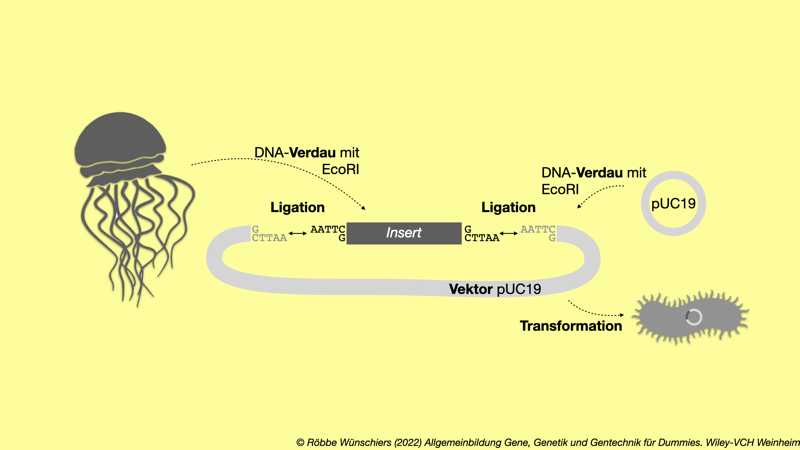 DNA-Verdau mit
EcoRI
DNA-Verdau mit
EcoRI
pUC19
Ligation
Ligation
G
CTTAA
AATTC
G
Insert
G
CTTAA
AATTC
G
Vektor pUC19
Transformation
© Röbbe Wünschiers (2022) Allgemeinbildung Gene, Genetik und Gentechnik für Dummies. Wiley-VCH Weinheim